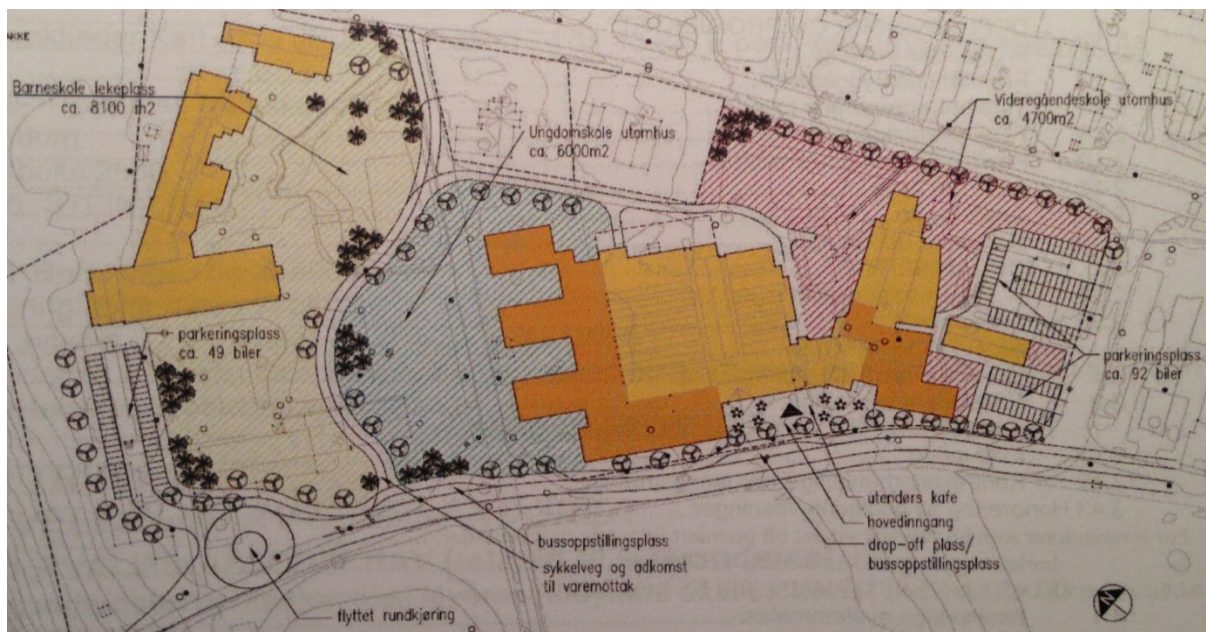 Barneskole lekeplass
ca. 8100 m2
Ungdomskole utomhus
ca. 6000m2
Videregåendeskole utomhus
ca. 4700m2
parkeringsplass
ca. 49 biler
parkeringsplass
ca. 92 biler
utendørs kafe
hovedinngang
drop-off plass/
bussoppstillingsplass
bussoppstillingsplass
sykkelveg og adkomst
til varemottak
flyttet rundkjøring
N